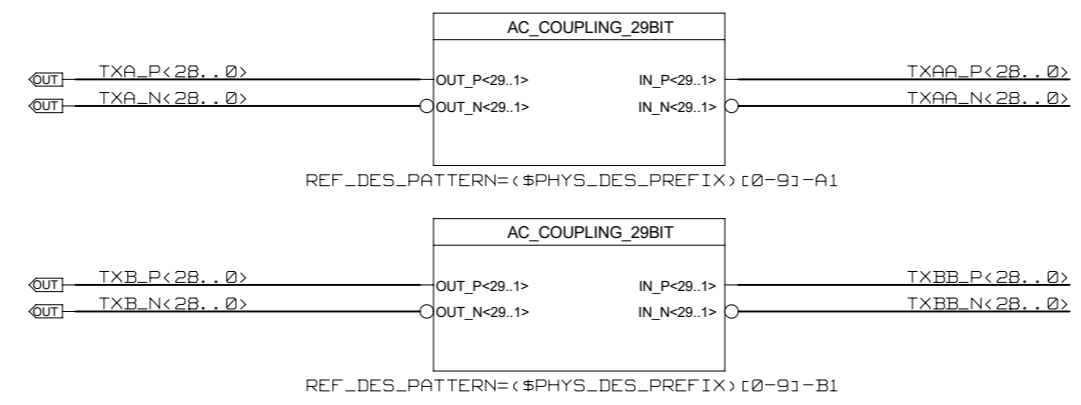 AC_COUPLING_29BIT
OUT TXA_P<28..0> OUT_P<29..1> IN_P<29..1> TXAA_P<28..0>
OUT TXA_N<28..0> OUT_N<29..1> IN_N<29..1> TXAA_N<28..0>
REF_DES_PATTERN=($PHYS_DES_PREFIX)[0-9]-A1
AC_COUPLING_29BIT
OUT TXB_P<28..0> OUT_P<29..1> IN_P<29..1> TXBB_P<28..0>
OUT TXB_N<28..0> OUT_N<29..1> IN_N<29..1> TXBB_N<28..0>
REF_DES_PATTERN=($PHYS_DES_PREFIX)[0-9]-B1